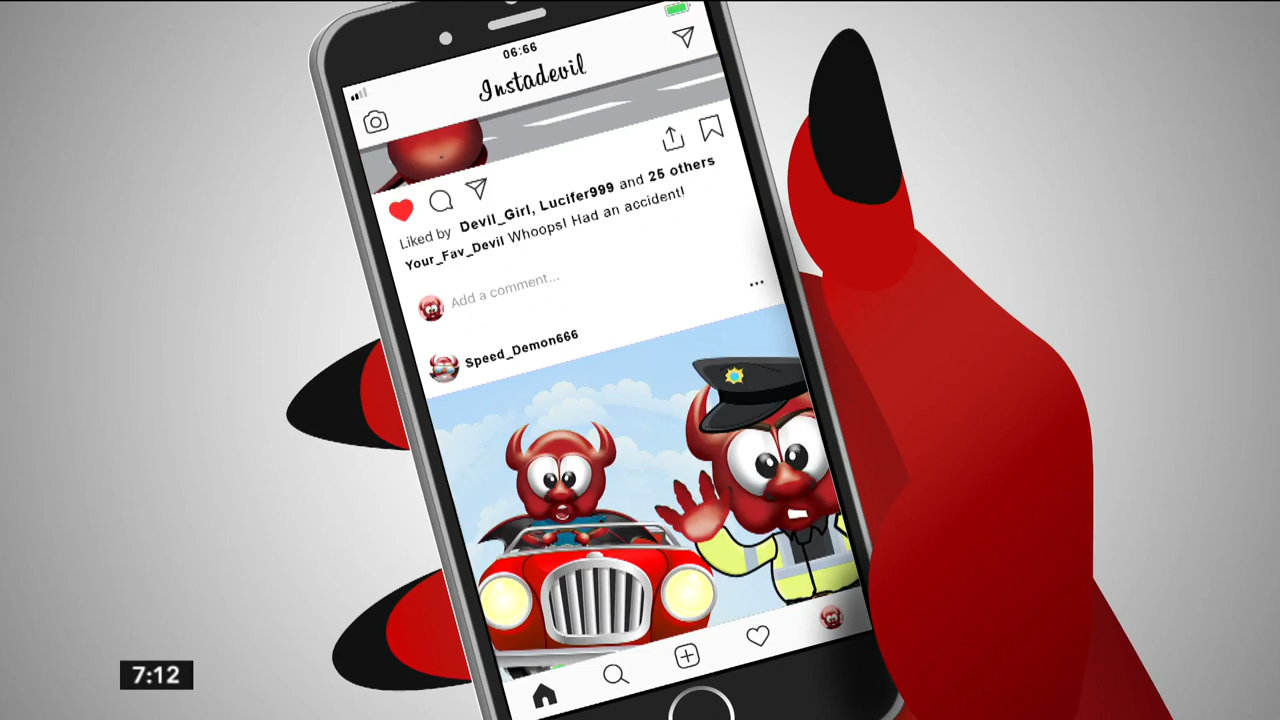 06:66
Instadevil
Liked by Devil_Girl, Lucifer999 and 25 others
Your_Fav_Devil Whoops! Had an accident!
Add a comment...
Speed_Demon666
7:12